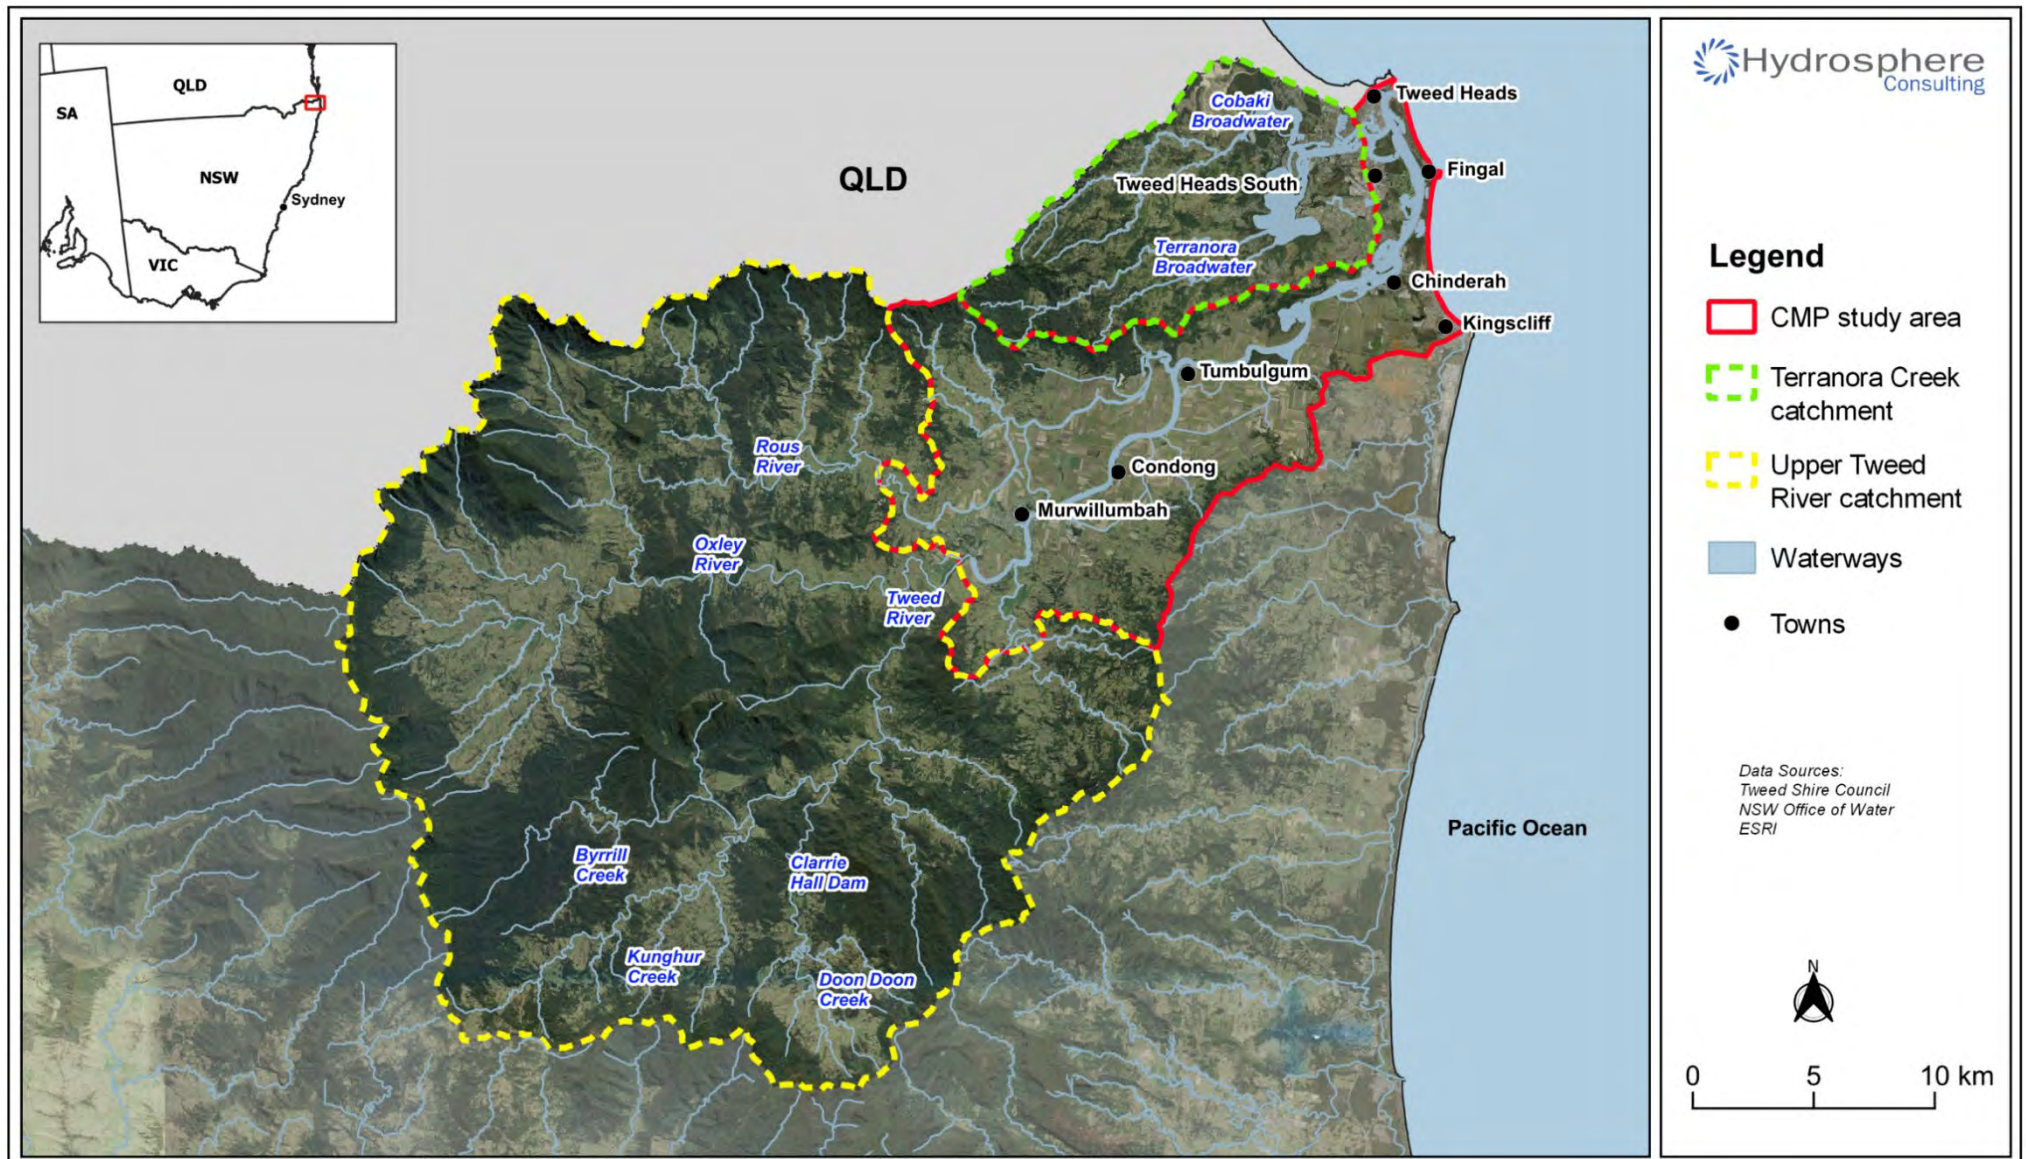 QLD
SA
NSW
Sydney
VIC
QLD
Cobaki
Broadwater
Tweed Heads
Fingal
Tweed Heads South
Terranora
Broadwater
Chinderah
Kingscliff
Tumbulgum
Rous
River
Condong
Murwillumbah
Oxley
River
Tweed
River
Pacific Ocean
Byrrill
Creek
Clarrie
Hall Dam
Kunghur
Creek
Doon Doon
Creek
Hydrosphere
Consulting
Legend
CMP study area
Terranora Creek
catchment
Upper Tweed
River catchment
Waterways
Towns
Data Sources:
Tweed Shire Council
NSW Office of Water
ESRI
N
0 5 10 km